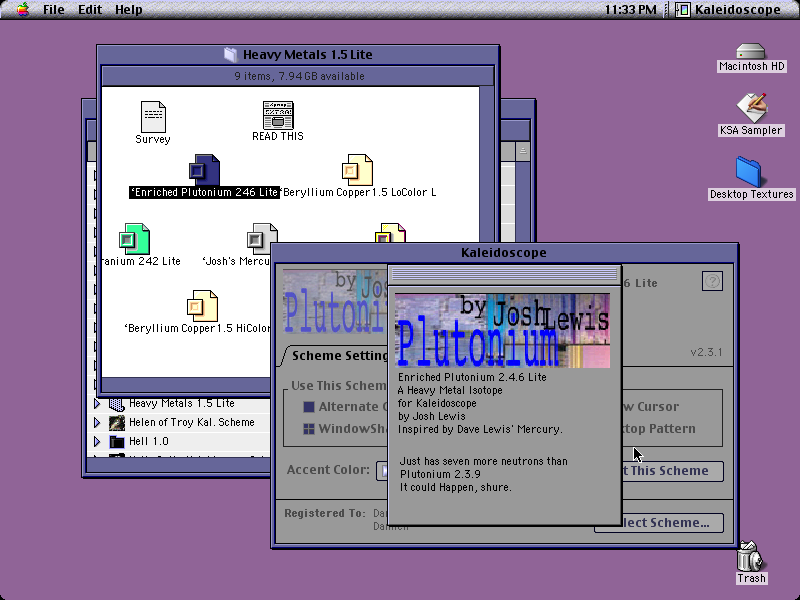 File Edit Help
11:33 PM
Kaleidoscope
Heavy Metals 1.5 Lite
9 items, 7.94 GB available
Survey
READ THIS
'Enriched Plutonium 246 Lite
'Beryllium Copper 1.5 LoColor L
ranium 242 Lite
'Josh's Mercu
'Beryllium Copper 1.5 HiColor
Heavy Metals 1.5 Lite
Helen of Troy Kal. Scheme
Hell 1.0
Macintosh HD
KSA Sampler
Desktop Textures
Trash
Kaleidoscope
by Jos
Plutoni
6 Lite
?
v2.3.1
Scheme Setting
Use This Schem
Alternate C
WindowSha
w Cursor
top Pattern
Accent Color:
t This Scheme
Registered To: Da
Damien
lect Scheme...
by Josh Lewis
Plutonium
Enriched Plutonium 2.4.6 Lite
A Heavy Metal Isotope
for Kaleidoscope
by Josh Lewis
Inspired by Dave Lewis' Mercury.
Just has seven more neutrons than
Plutonium 2.3.9
It could Happen, shure.